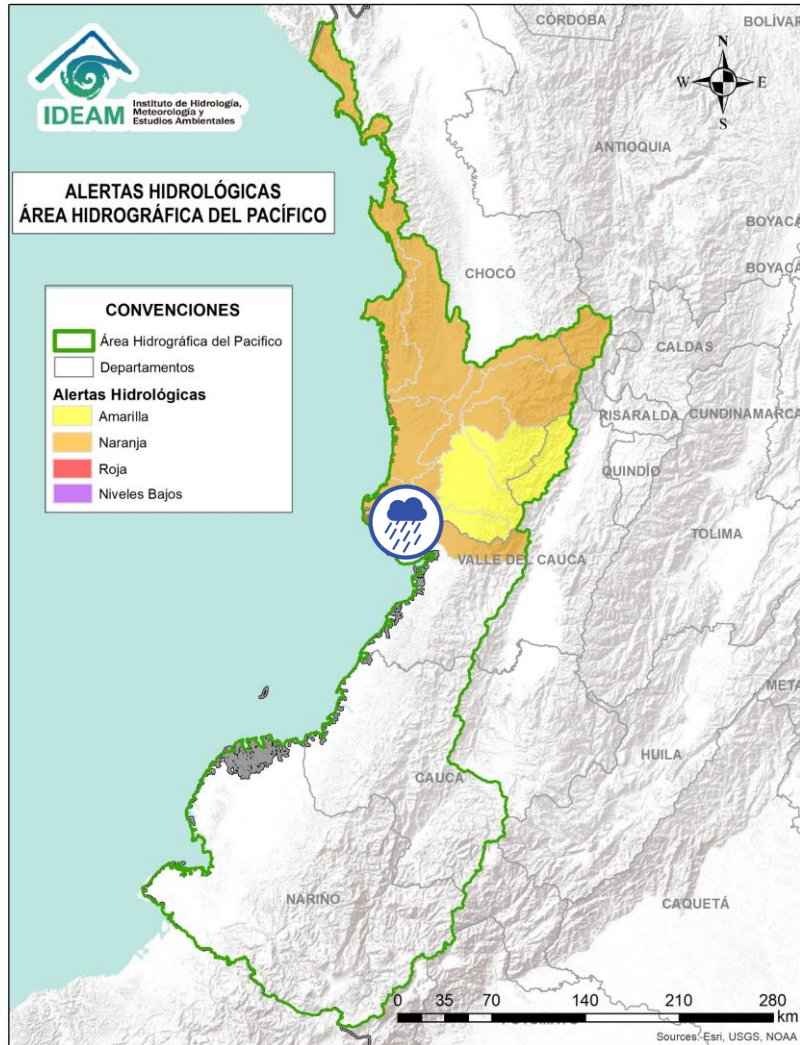 IDEAM
Instituto de Hidrología,
Meteorología y
Estudios Ambientales
CÓRDOBA
BOLÍVAR
N
W
E
S
ANTIOQUIA
ALERTAS HIDROLÓGICAS
ÁREA HIDROGRÁFICA DEL PACÍFICO
BOYACÁ
BOYACÁ
CHOCÓ
CONVENCIONES
Área Hidrográfica del Pacifico
Departamentos
Alertas Hidrológicas
Amarilla
Naranja
Roja
Niveles Bajos
CALDAS
RISARALDA
CUNDINAMARCA
QUINDÍO
TOLIMA
VALLE DEL CAUCA
META
HUILA
CAUCA
NARIÑO
CAQUETÁ
0 35 70 140 210 280
km
Sources: Esri, USGS, NOAA